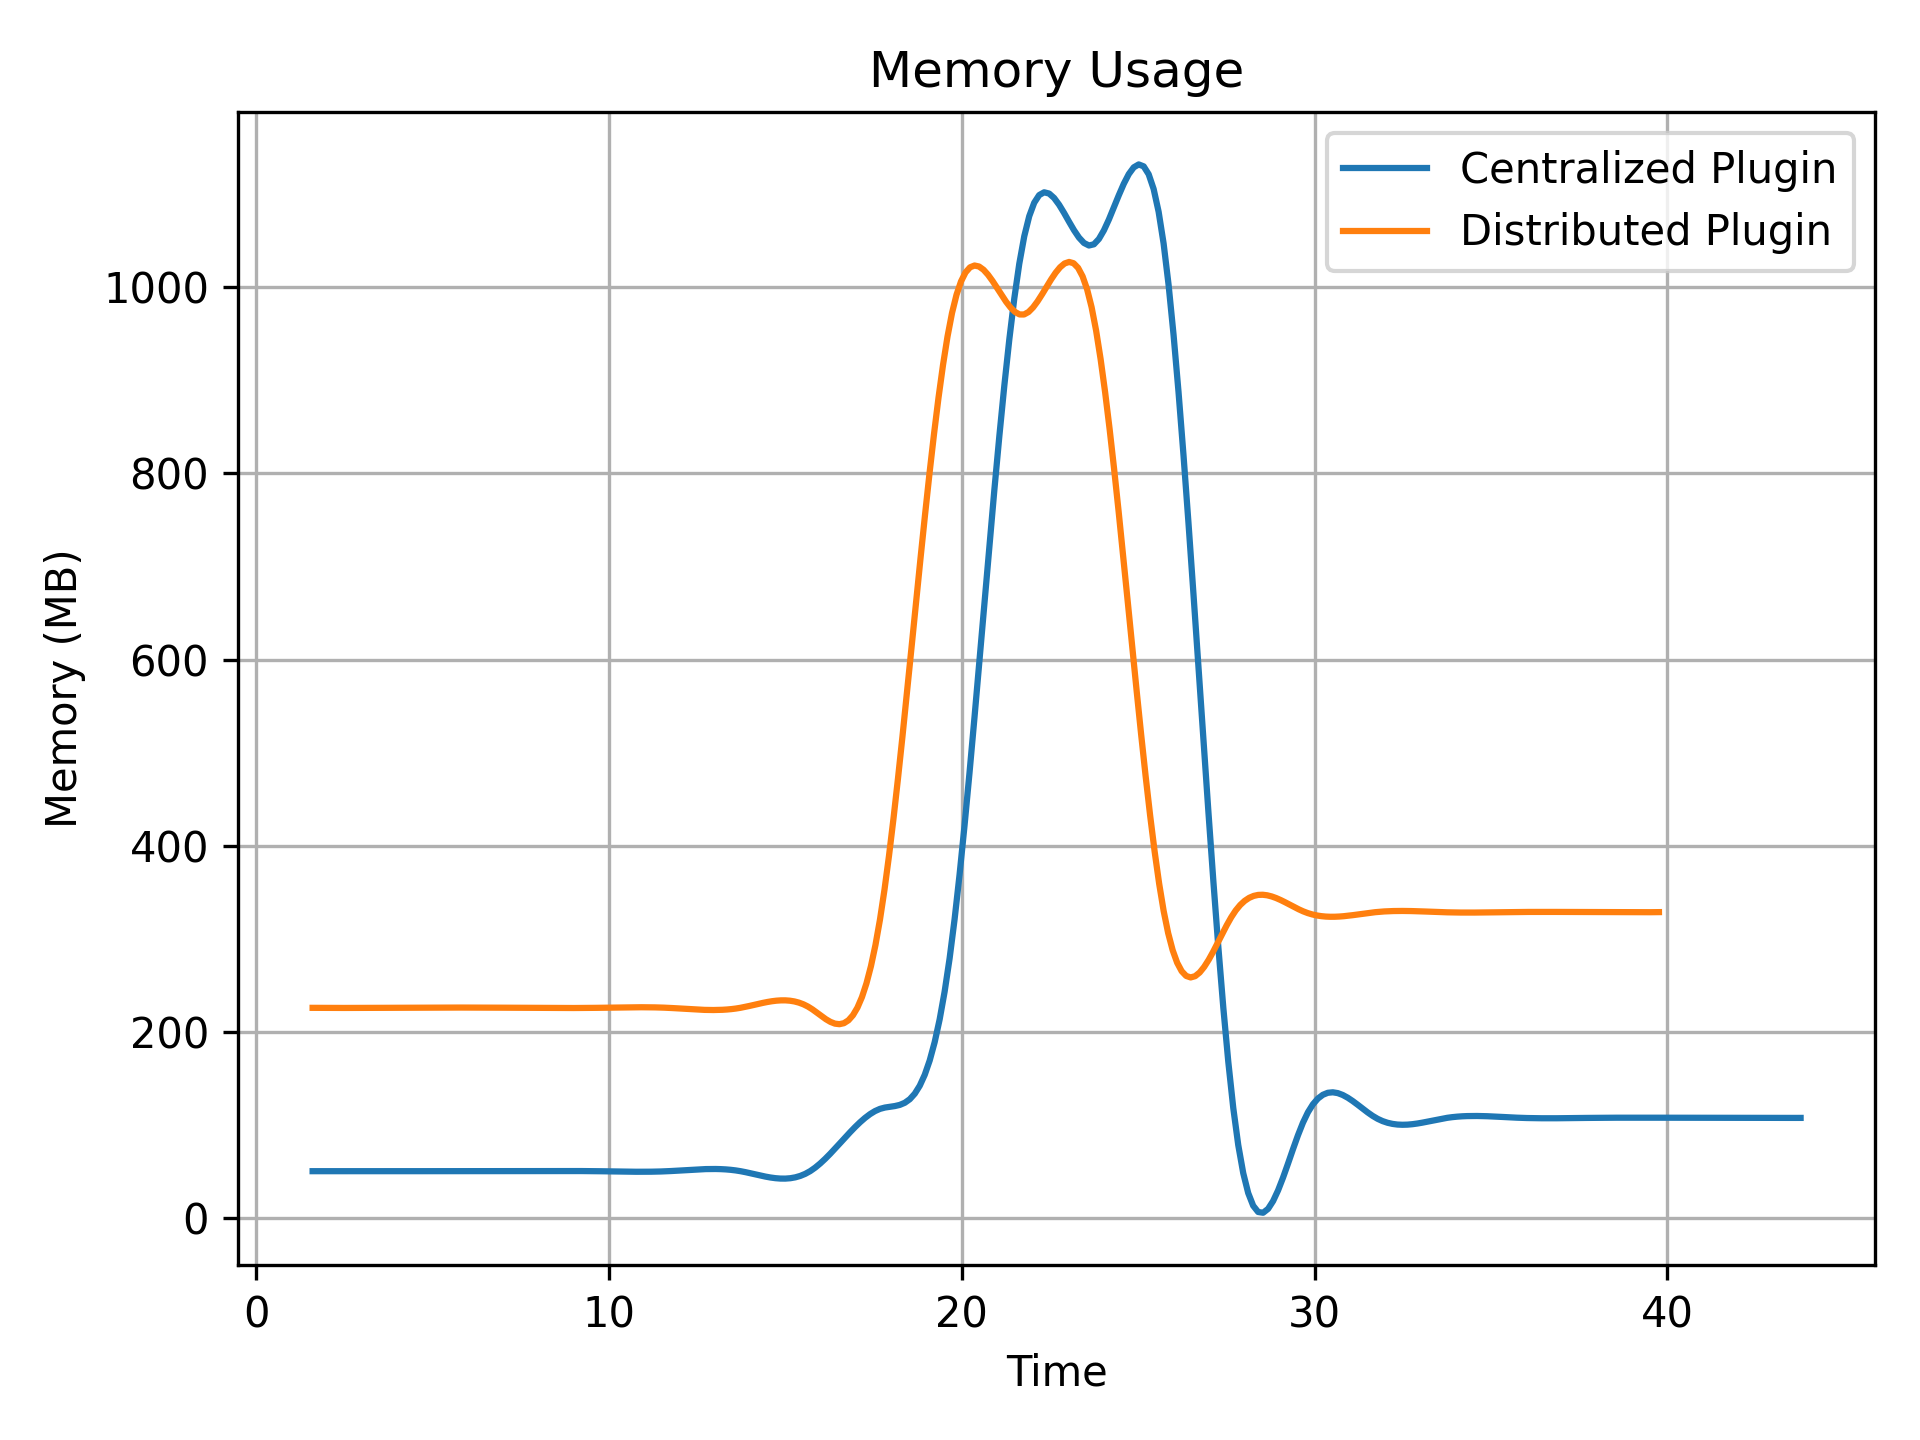 Memory Usage
Centralized Plugin
Distributed Plugin
Memory (MB)
1000
800
600
400
200
0
0 10 20 30 40
Time